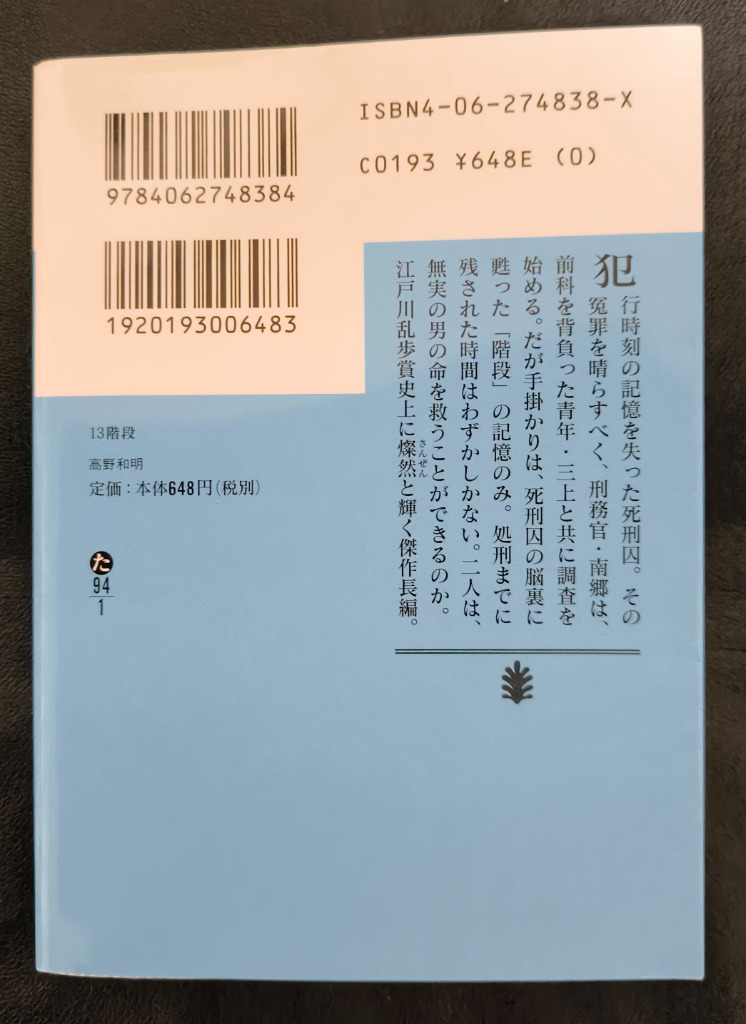 9784062748384
ISBN4-06-274838-X
C0193 ¥648E (0)
1920193006483
犯行時刻の記憶を失った死刑囚。その
冤罪を晴らすべく、刑務官・南郷は、
前科を背負った青年・三上と共に調査を
始める。だが手掛かりは、死刑囚の脳裏に
甦った「階段」の記憶のみ。処刑までに
残された時間はわずかしかない。二人は、
無実の男の命を救うことができるのか。
江戸川乱歩賞史上に燦然と輝く傑作長編。
さんぜん
13階段
高野和明
定価：本体648円(税別)
た
94
1